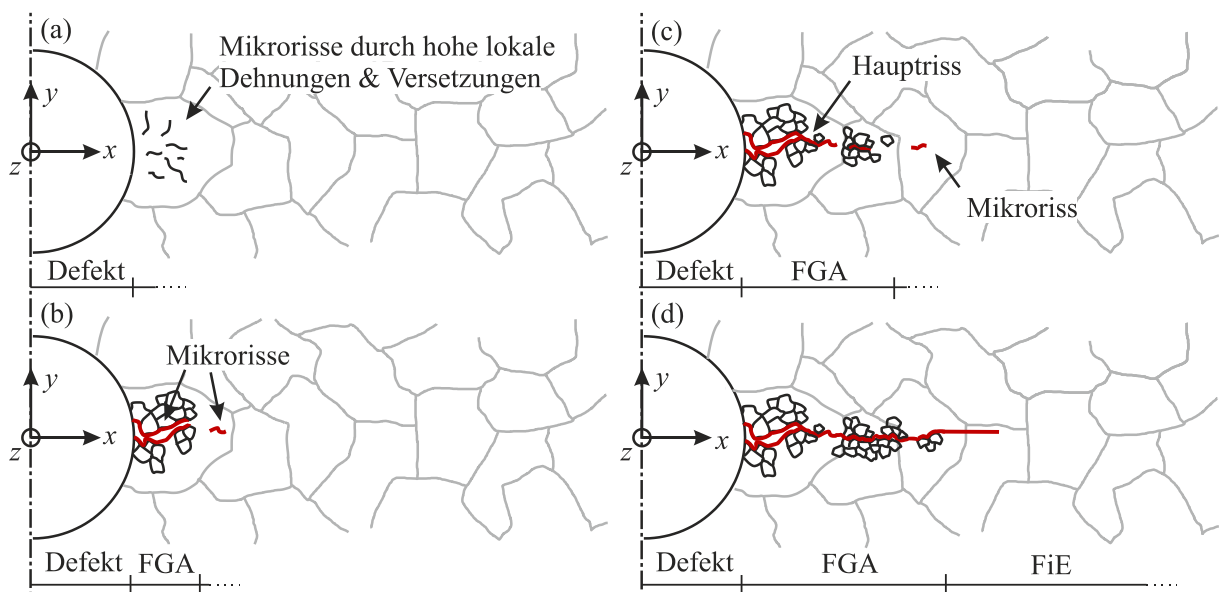 (a)
Mikrorisse durch hohe lokale
Dehnungen & Versetzungen
y
x
z
Defekt
(b)
Mikrorisse
y
x
z
Defekt
FGA
(c)
Hauptriss
y
x
z
Mikroriss
Defekt
FGA
(d)
y
x
z
Defekt
FGA
FiE